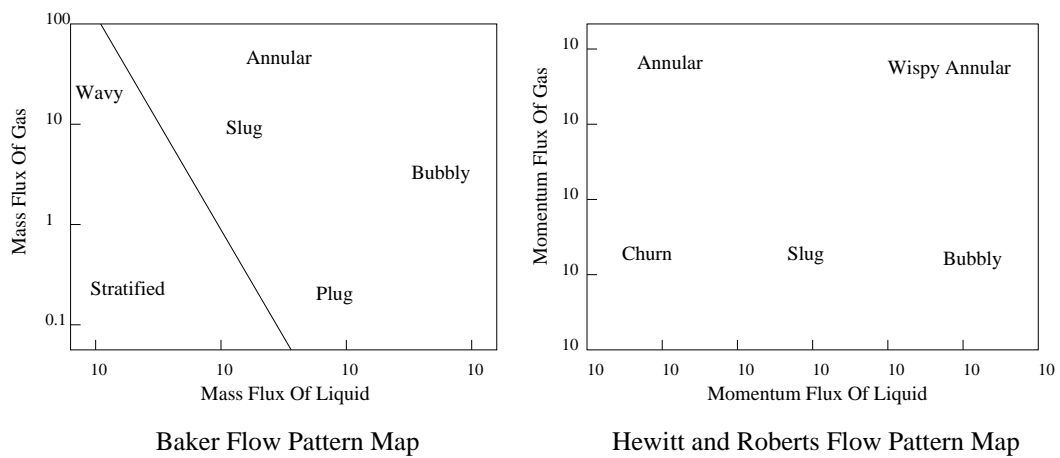 100
10
1
0.1
Mass Flux Of Gas
Annular
Wavy
Slug
Bubbly
Stratified
Plug
10 10 10 10
Mass Flux Of Liquid
Baker Flow Pattern Map
10
10
10
10
10
Momentum Flux Of Gas
Annular
Wispy Annular
Churn
Slug
Bubbly
10 10 10 10 10 10 10
Momentum Flux Of Liquid
Hewitt and Roberts Flow Pattern Map